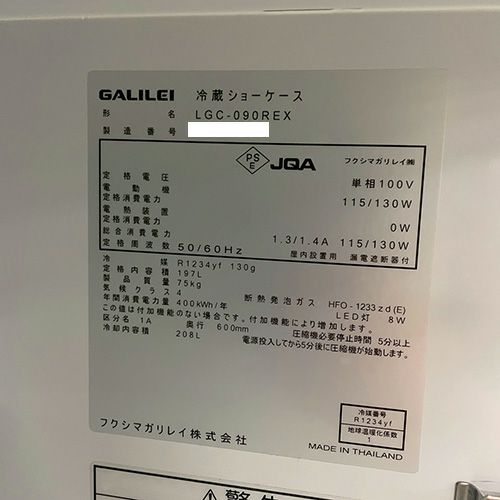 GALILEI 冷蔵ショーケース
形名 LGC-090REX
製造番号
PSE JQA フクシマガリレイ㈱
定格電圧 単相100V
電動機定格消費電力 115/130W
電熱装置定格消費電力 0W
総合消費電力 1.3/1.4A 115/130W
定格周波数 50/60Hz 屋内設置用 漏電遮断器付
冷媒 R1234yf 130g
定格内容積 197L
製品質量 75kg
気候クラス 4 断熱発泡ガス HFO-1233zd(E)
年間消費電力量 400kWh/年 LED灯 8W
この値は付加機能のない場合です。付加機能により増加します。
区分名 1A 奥行 600mm 圧縮機必要停止時間 5分以上
冷却内容積 208L 電源投入してから5分後に圧縮機が始動します。
冷媒番号
R1234yf
地球温暖化係数
1
フクシマガリレイ株式会社
MADE IN THAILAND